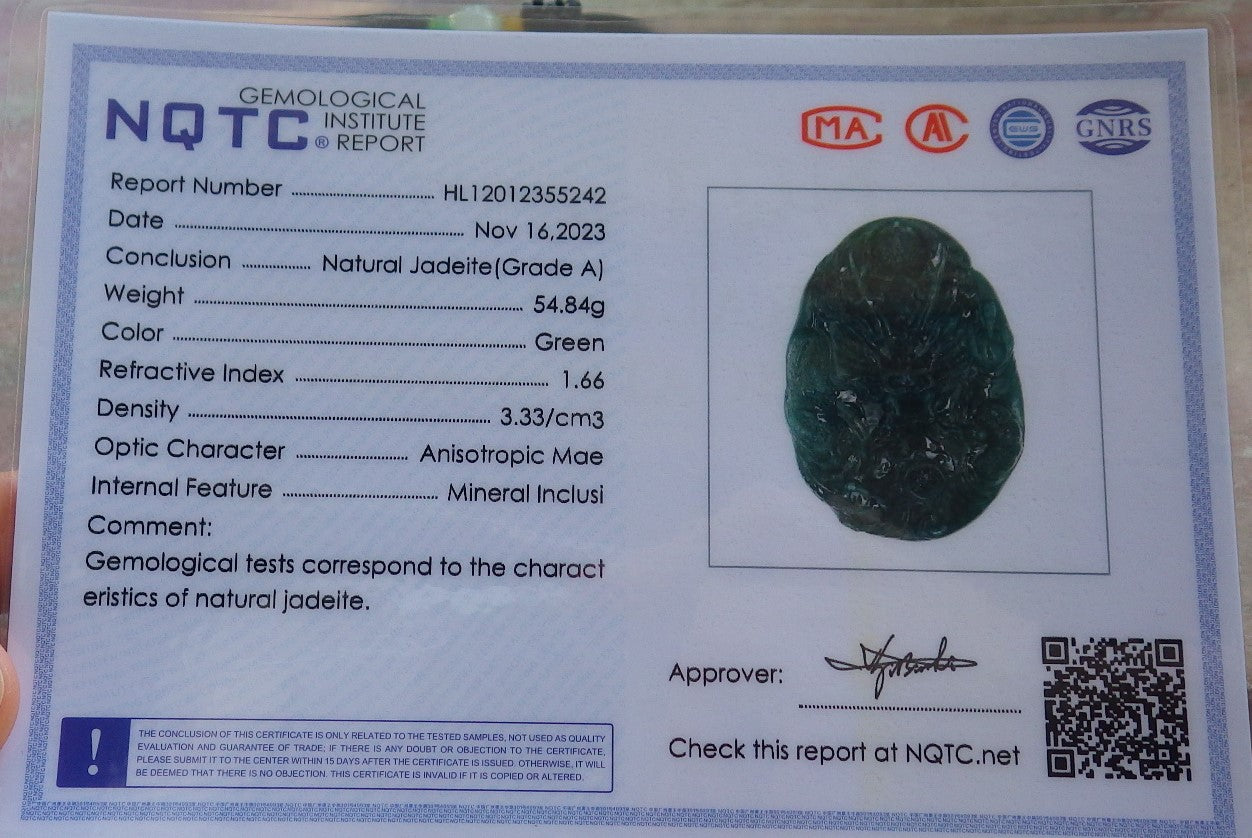 NQTC® GEMOLOGICAL INSTITUTE REPORT
MA
GNRS
Report Number HL12012355242
Date Nov 16,2023
Conclusion Natural Jadeite(Grade A)
Weight 54.84g
Color Green
Refractive Index 1.66
Density 3.33/cm3
Optic Character Anisotropic Mae
Internal Feature Mineral Inclusi
Comment:
Gemological tests correspond to the charact
eristics of natural jadeite.
Approver:
Check this report at NQTC.net
! THE CONCLUSION OF THIS CERTIFICATE IS ONLY RELATED TO THE TESTED SAMPLES, NOT USED AS QUALITY
EVALUATION AND GUARANTEE OF TRADE; IF THERE IS ANY DOUBT OR OBJECTION TO THE CERTIFICATE,
PLEASE SUBMIT IT TO THE CENTER WITHIN 15 DAYS AFTER THE CERTIFICATE IS ISSUED. OTHERWISE, IT WILL
BE DEEMED THAT THERE IS NO OBJECTION. THIS CERTIFICATE IS INVALID IF IT IS COPIED OR ALTERED.